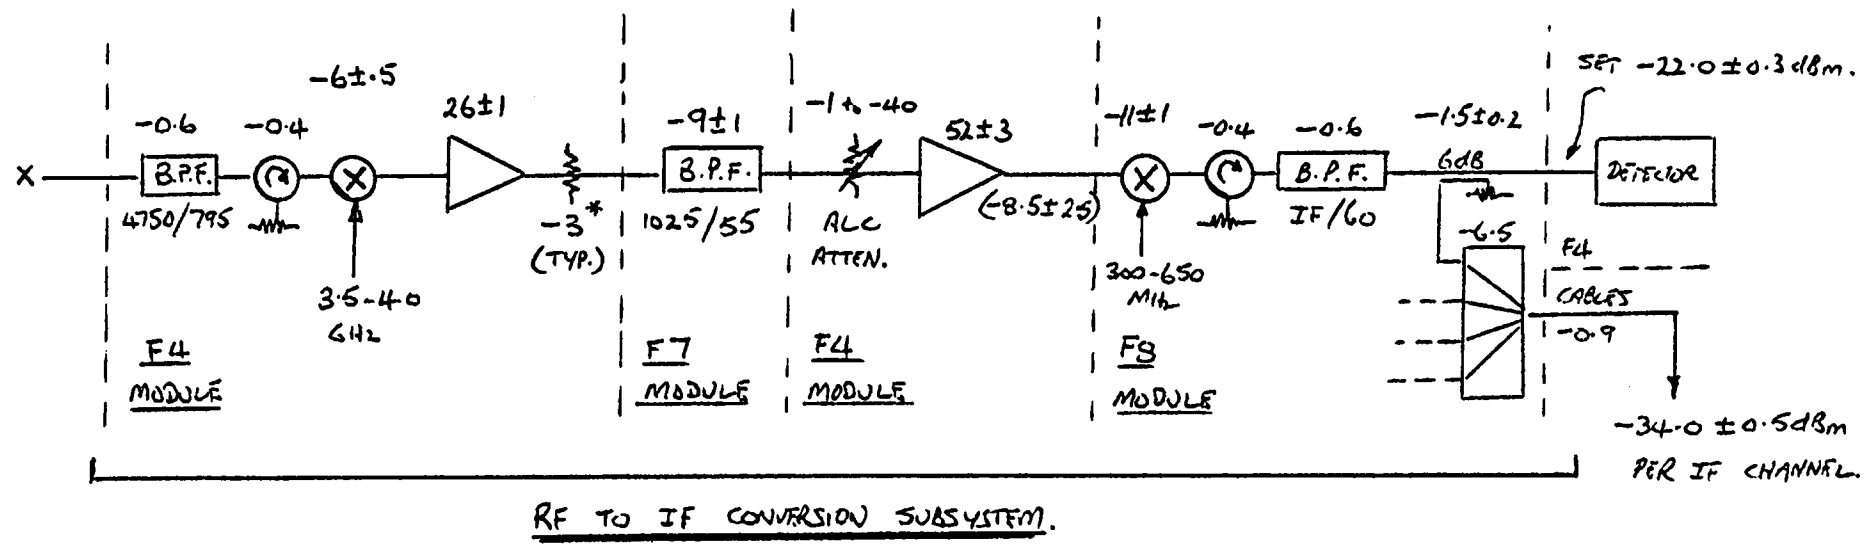 -6±.5
26±1
-0.6
-0.4
-9±1
-1 to -40
52±3
-11±1
-0.4
-0.6
-1.5±0.2
SET -22.0±0.3dBm.
X
B.P.F.
X
B.P.F.
X
B.P.F.
6dB
DETECTOR
4750/795
-3*
(TYP.)
1025/55
ALC
ATTEN.
(-8.5±2.5)
IF/60
-6.5
3.5-4.0
GHz
300-650
MHz
F4
CABLES
-0.9
F4
MODULE
F7
MODULE
F4
MODULE
F8
MODULE
-34.0±0.5dBm
PER IF CHANNEL.
RF TO IF CONVERSION SUBSYSTEM.